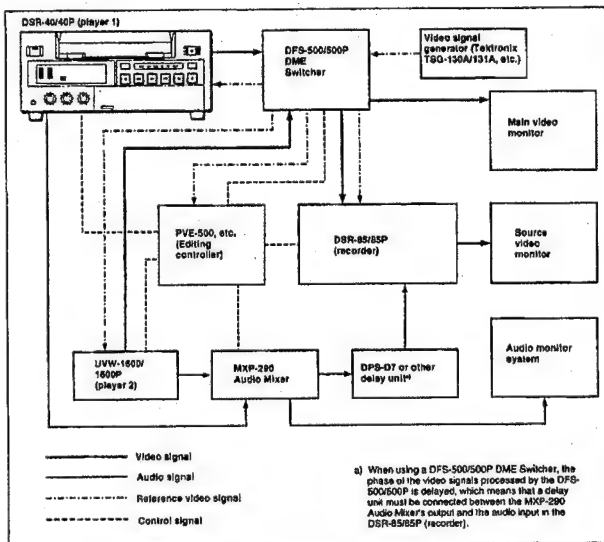 DSR-40/40P (player 1)
DFS-500/500P
DME
Switcher
Video signal
generator (Tektronix
TSG-130A/131A, etc.)
Main video
monitor
PVE-500, etc.
(Editing
controller)
DSR-85/85P
(recorder)
Source
video
monitor
UVW-1600/
1600P
(player 2)
MXP-290
Audio Mixer
DPS-D7 or other
delay unit a)
Audio monitor
system
Video signal
Audio signal
Reference video signal
Control signal
a) When using a DFS-500/500P DME Switcher, the
phase of the video signals processed by the DFS-
500/500P is delayed, which means that a delay
unit must be connected between the MXP-290
Audio Mixer's output and the audio input in the
DSR-85/85P (recorder).